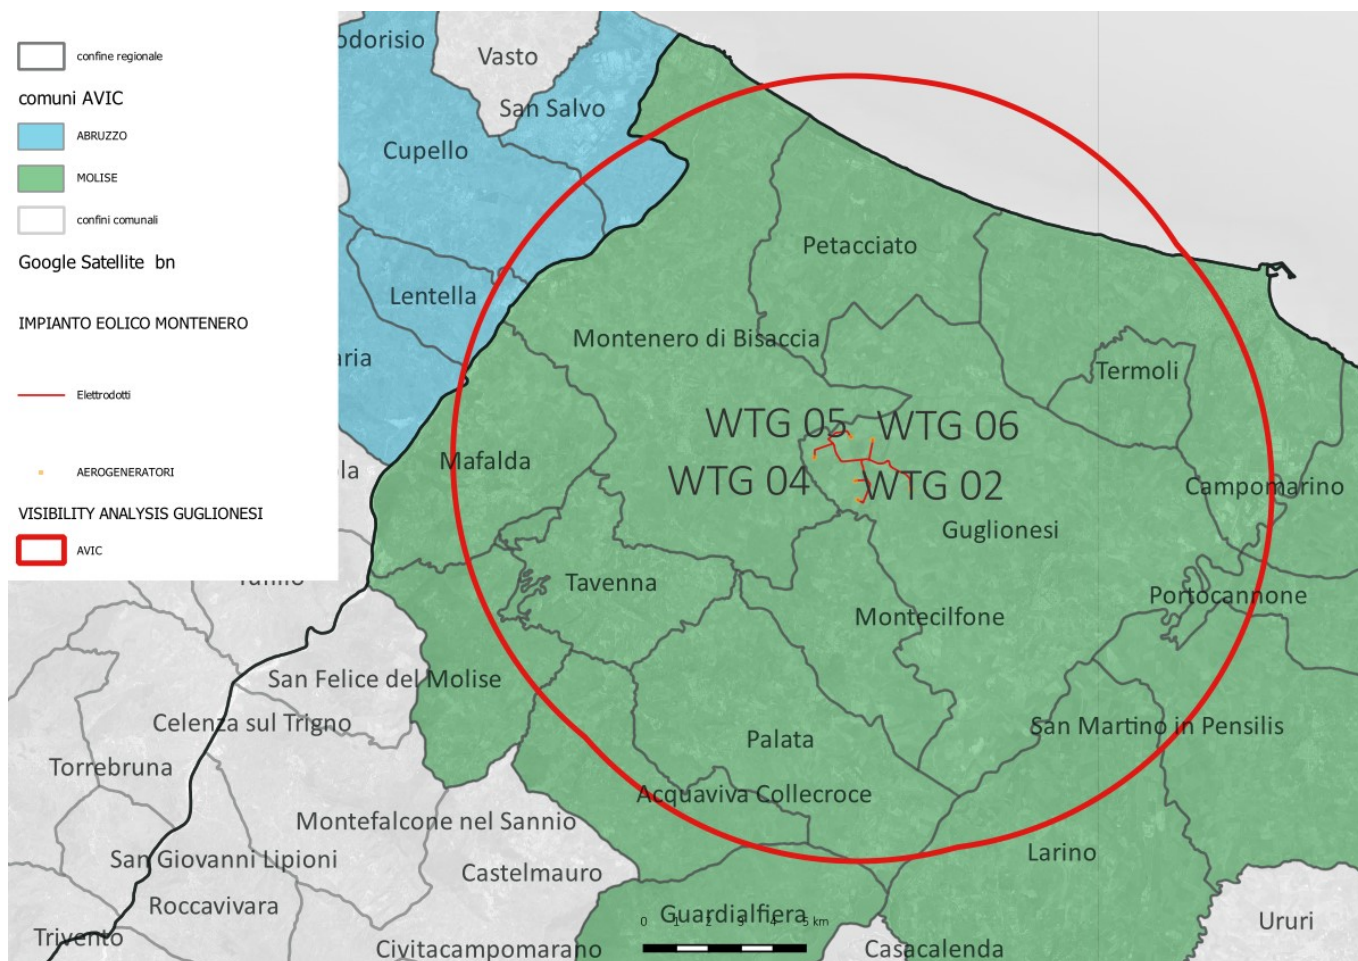 confine regionale
comuni AVIC
ABRUZZO
MOLISE
confini comunali
Google Satellite bn
IMPIANTO EOLICO MONTENERO
Elettrodotti
AEROGENERATORI
VISIBILITY ANALYSIS GUGLIONESI
AVIC
odorisio
Vasto
San Salvo
Cupello
Petacciato
Lentella
Montenero di Bisaccia
aria
Termoli
WTG 05
WTG 06
Mafalda
la
WTG 04
WTG 02
Campomarino
Guglionesi
Tavenna
Portocannone
Montecilfone
San Felice del Molise
Celenza sul Trigno
San Martino in Pensilis
Palata
Torrebruna
Acquaviva Collecroce
Montefalcone nel Sannio
San Giovanni Lipioni
Larino
Castelmauro
Roccavivara
Guardialfiera
0 1 2 3 4 5 km
Ururi
Trivento
Civitacampomarano
Casacalenda